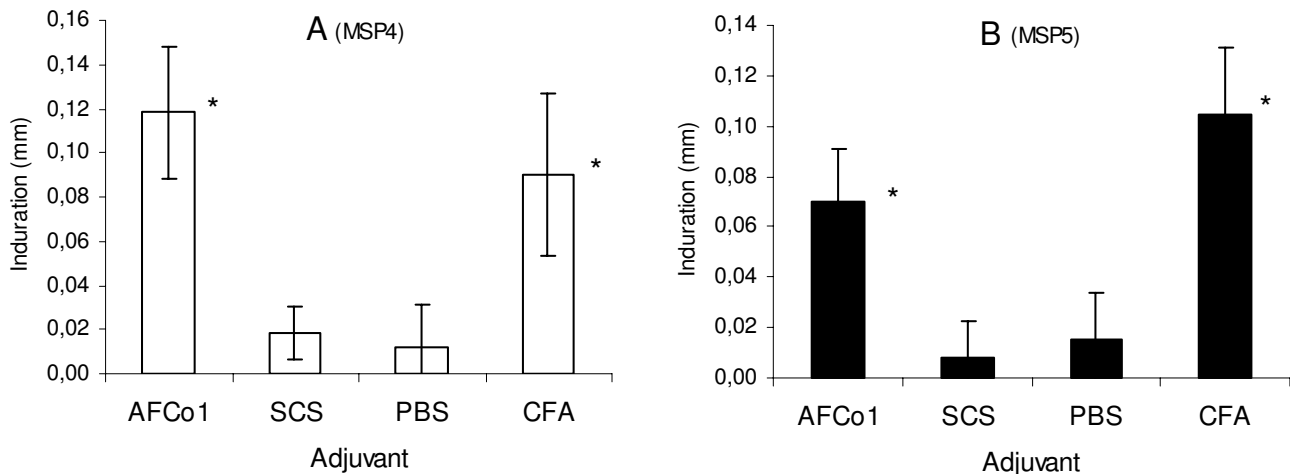 A (MSP4)
Induration (mm)
0,16
0,14
0,12
0,10
0,08
0,06
0,04
0,02
0,00
*
*
AFCo1 SCS PBS CFA
Adjuvant
B (MSP5)
Induration (mm)
0,14
0,12
0,10
0,08
0,06
0,04
0,02
0,00
*
*
AFCo1 SCS PBS CFA
Adjuvant